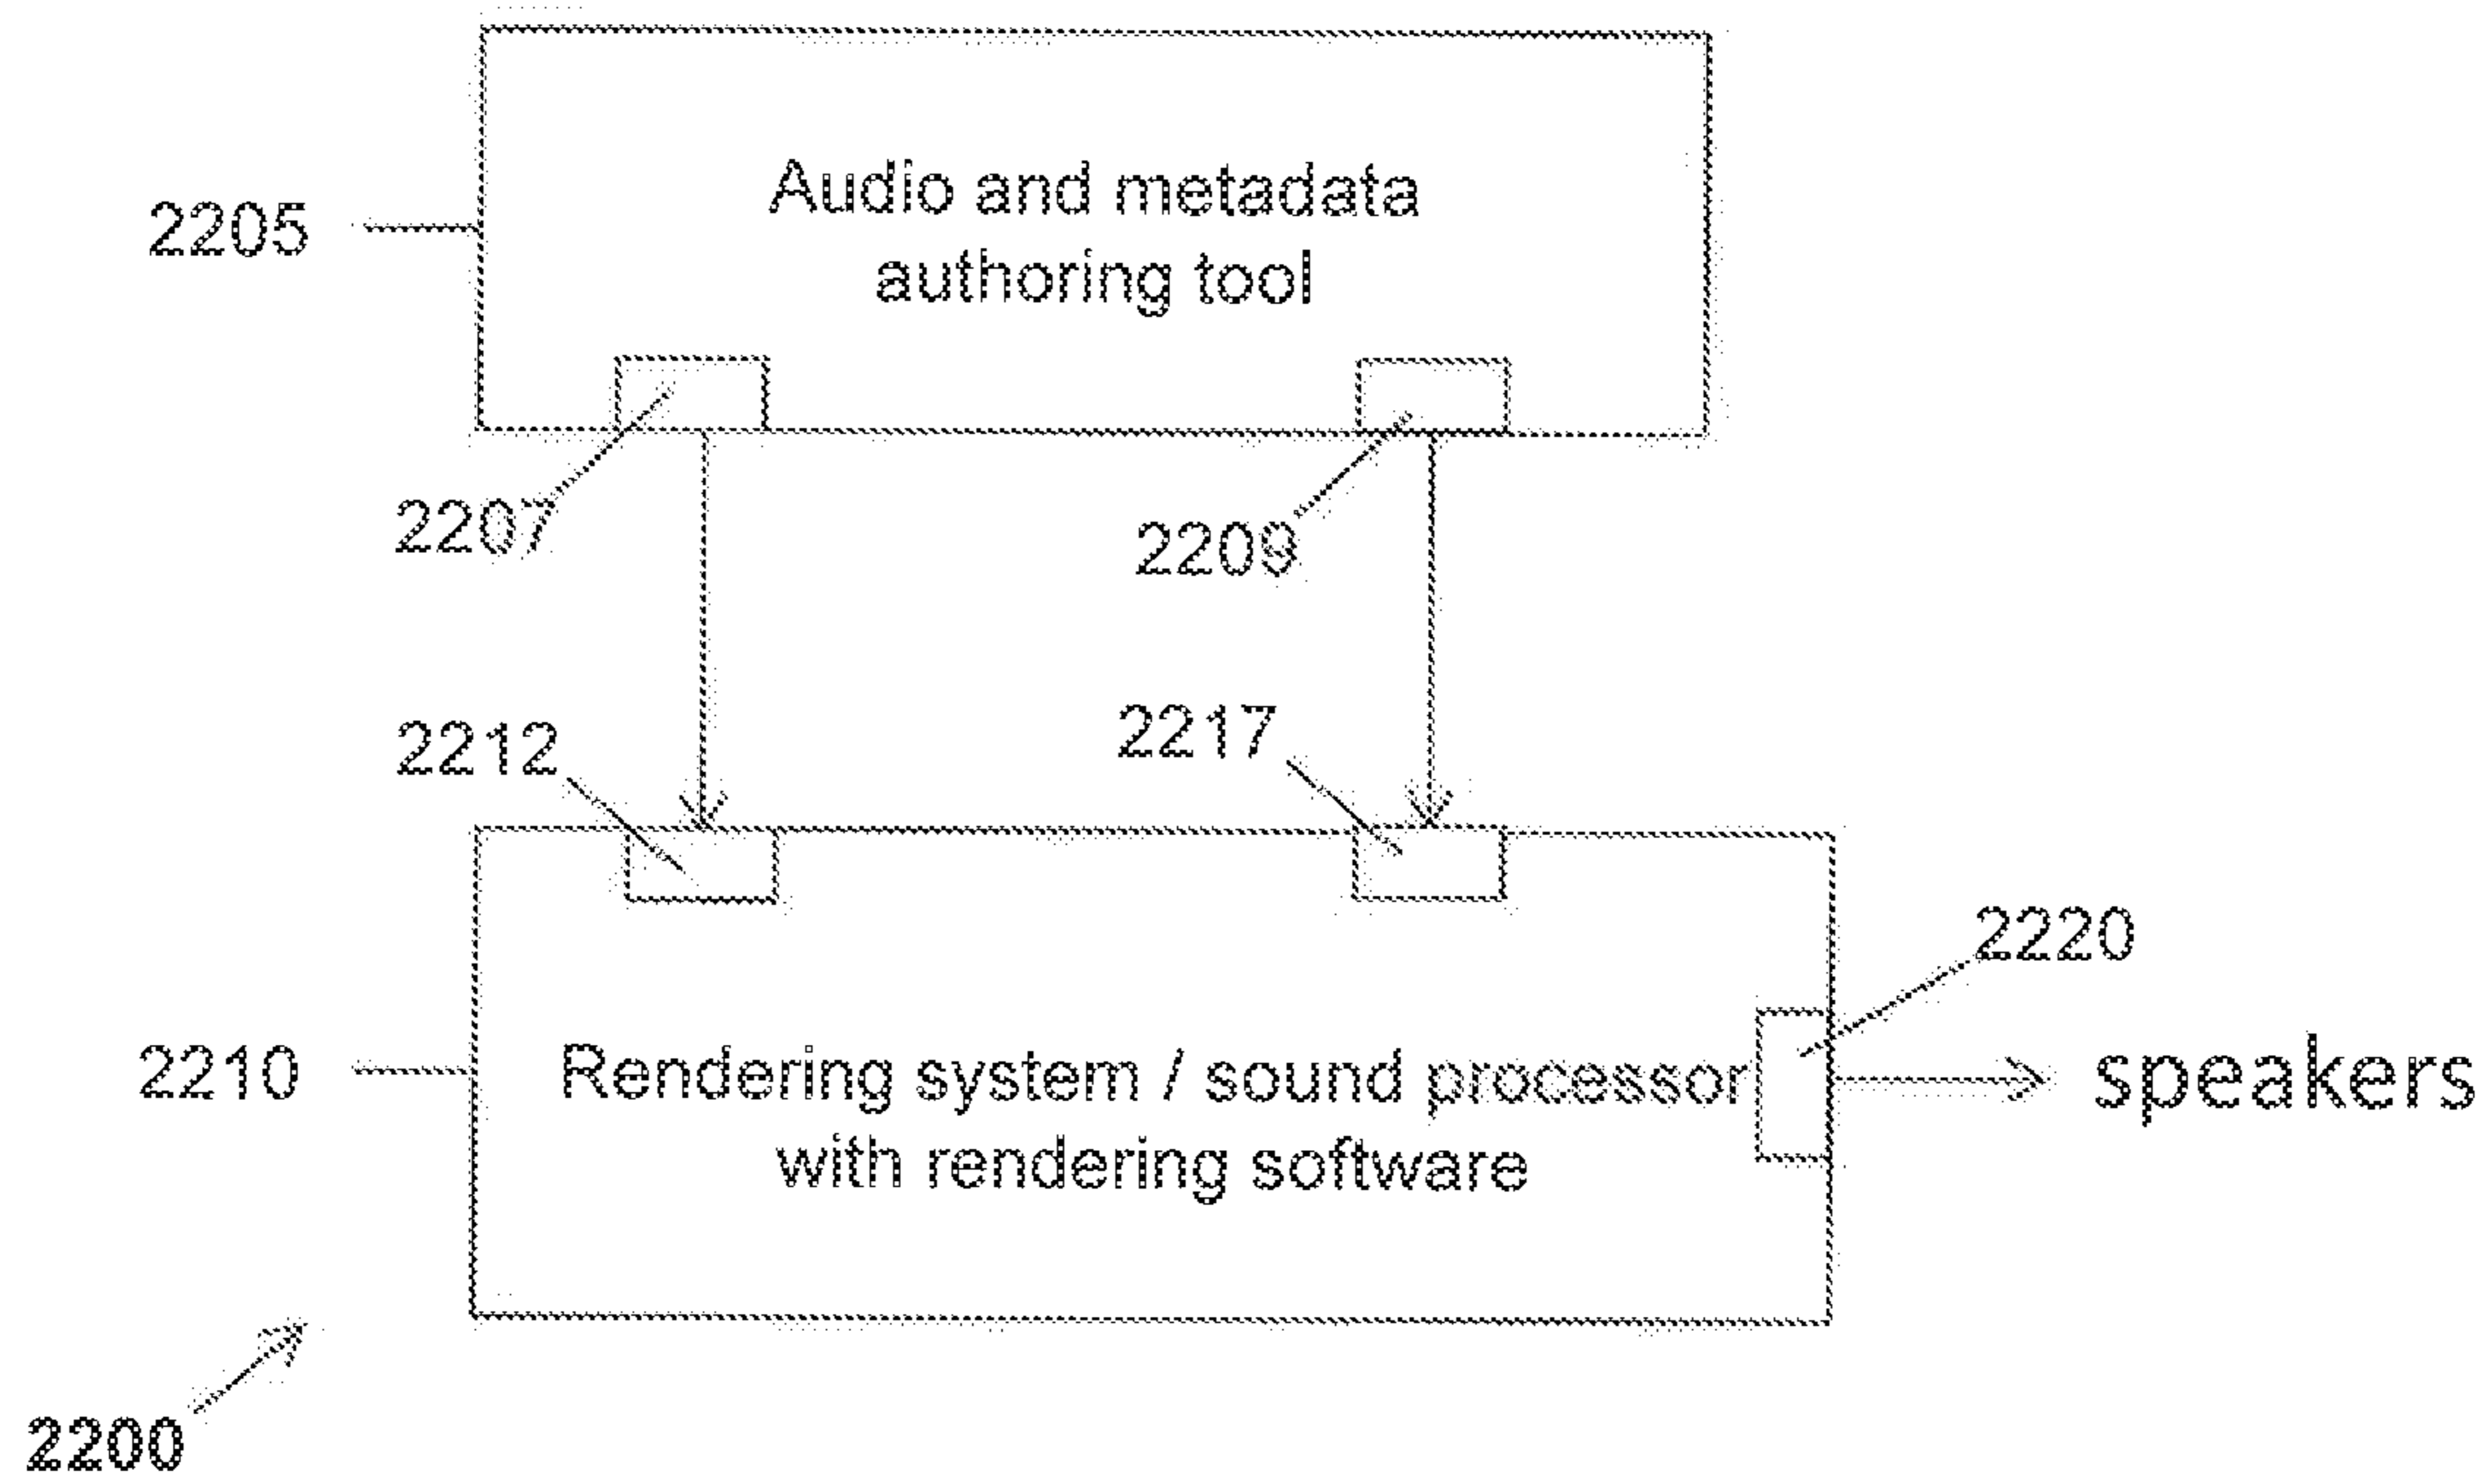 Audio and metadata
authoring tool
2205
2207
2209
2212
2217
2220
2210
Rendering system / sound processor
with rendering software
speakers
2200